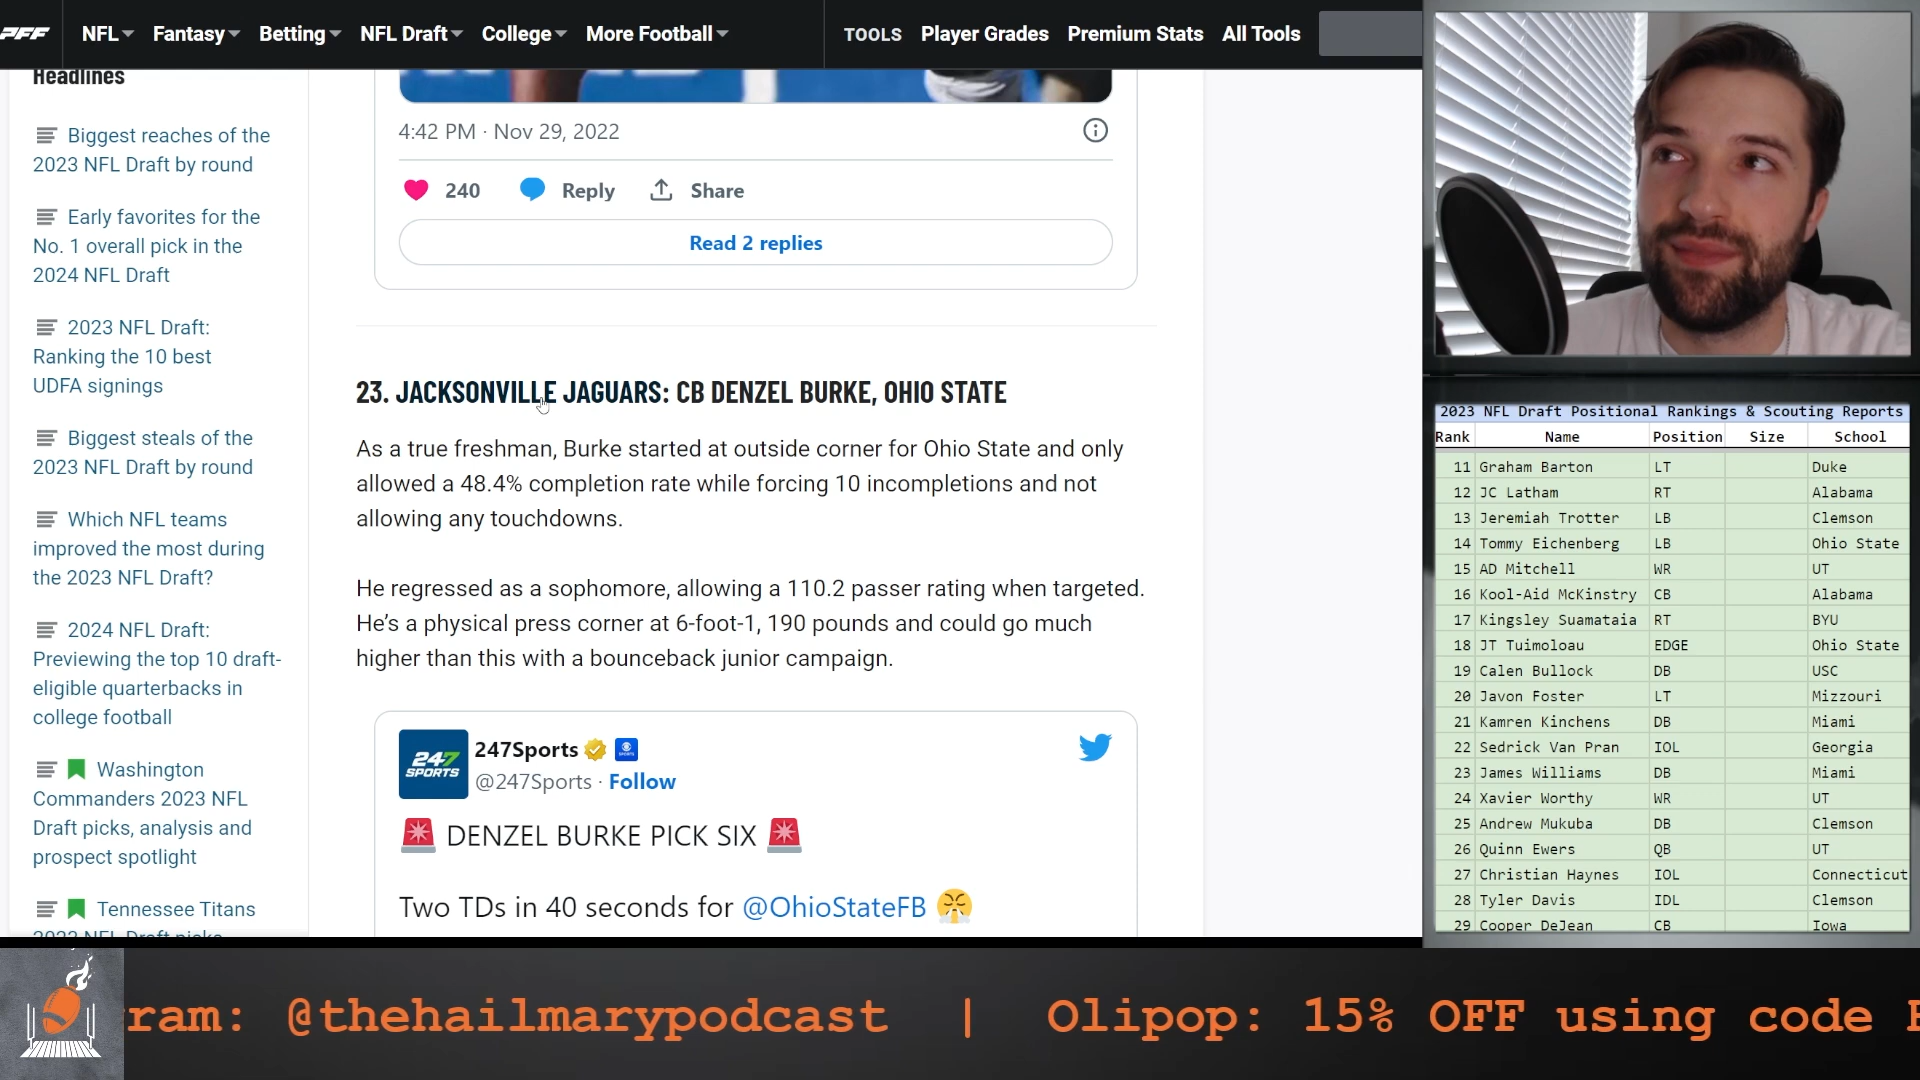 PFF
NFL
Fantasy
Betting
NFL Draft
College
More Football
TOOLS
Player Grades
Premium Stats
All Tools
Headlines
Biggest reaches of the
2023 NFL Draft by round
Early favorites for the
No. 1 overall pick in the
2024 NFL Draft
2023 NFL Draft:
Ranking the 10 best
UDFA signings
Biggest steals of the
2023 NFL Draft by round
Which NFL teams
improved the most during
the 2023 NFL Draft?
2024 NFL Draft:
Previewing the top 10 draft-
eligible quarterbacks in
college football
Washington
Commanders 2023 NFL
Draft picks, analysis and
prospect spotlight
Tennessee Titans
2023 NFL Draft picks
4:42 PM · Nov 29, 2022
240 Reply Share
Read 2 replies
23. JACKSONVILLE JAGUARS: CB DENZEL BURKE, OHIO STATE
As a true freshman, Burke started at outside corner for Ohio State and only
allowed a 48.4% completion rate while forcing 10 incompletions and not
allowing any touchdowns.
He regressed as a sophomore, allowing a 110.2 passer rating when targeted.
He's a physical press corner at 6-foot-1, 190 pounds and could go much
higher than this with a bounceback junior campaign.
247 SPORTS
247Sports
@247Sports · Follow
🚨 DENZEL BURKE PICK SIX 🚨
Two TDs in 40 seconds for @OhioStateFB 😤
2023 NFL Draft Positional Rankings & Scouting Reports
Rank Name Position Size School
11 Graham Barton LT Duke
12 JC Latham RT Alabama
13 Jeremiah Trotter LB Clemson
14 Tommy Eichenberg LB Ohio State
15 AD Mitchell WR UT
16 Kool-Aid McKinstry CB Alabama
17 Kingsley Suamataia RT BYU
18 JT Tuimoloau EDGE Ohio State
19 Calen Bullock DB USC
20 Javon Foster LT Mizzouri
21 Kamren Kinchens DB Miami
22 Sedrick Van Pran IOL Georgia
23 James Williams DB Miami
24 Xavier Worthy WR UT
25 Andrew Mukuba DB Clemson
26 Quinn Ewers QB UT
27 Christian Haynes IOL Connecticut
28 Tyler Davis IDL Clemson
29 Cooper DeJean CB Iowa
ram: @thehailmarypodcast | Olipop: 15% OFF using code